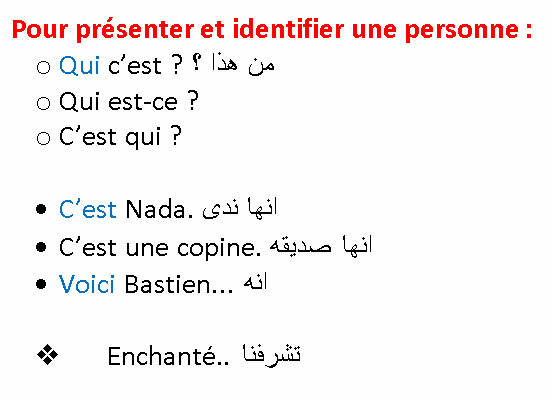 Pour présenter et identifier une personne :
o Qui c’est ? من هذا ؟
o Qui est-ce ?
o C’est qui ?
• C’est Nada. انها ندى
• C’est une copine. انها صديقه
• Voici Bastien... انه
❖ Enchanté.. تشرفنا